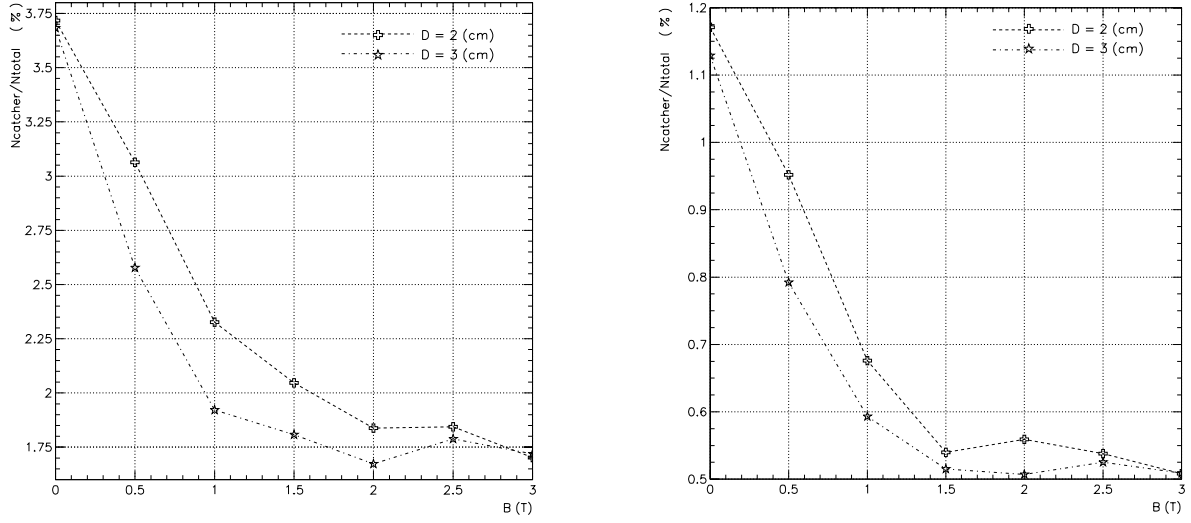 Ncatcher/Ntotal (%)
3.75
3.5
3.25
3
2.75
2.5
2.25
2
1.75
0 0.5 1 1.5 2 2.5 3
B (T)
D = 2 (cm)
D = 3 (cm)
Ncatcher/Ntotal (%)
1.2
1.1
1
0.9
0.8
0.7
0.6
0.5
0 0.5 1 1.5 2 2.5 3
B (T)
D = 2 (cm)
D = 3 (cm)